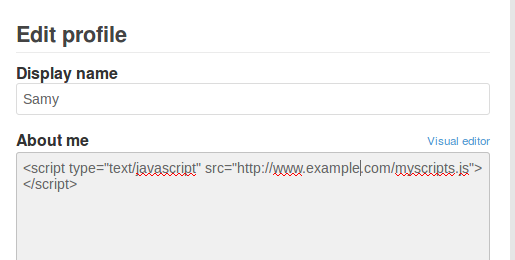 Edit profile
Display name
Samy
About me
Visual editor
<script type="text/javascript" src="http://www.example.com/myscripts.js">
</script>